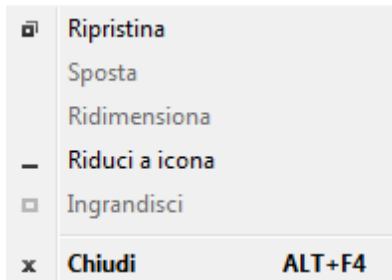 Ripristina
Sposta
Ridimensiona
Riduci a icona
Ingrandisci
Chiudi ALT+F4